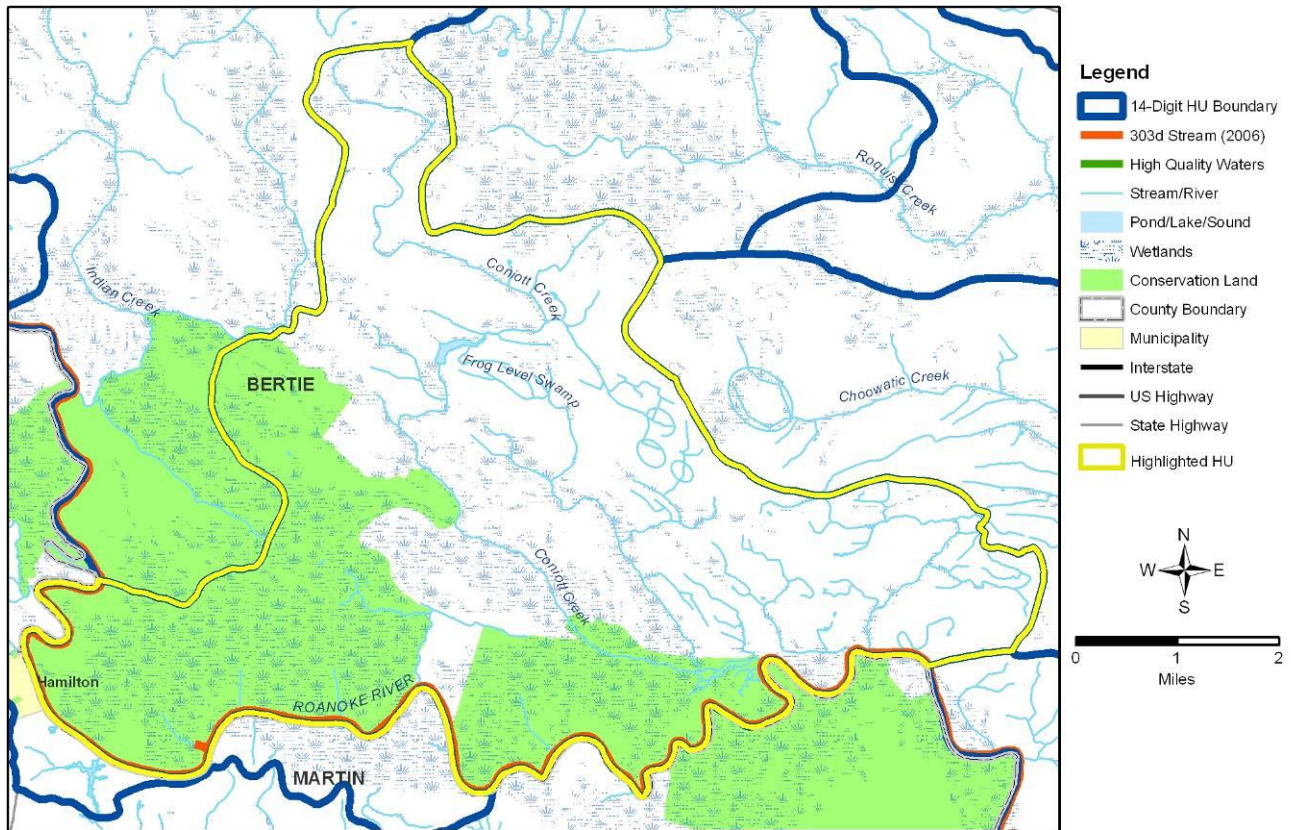 Roquist Creek
Indian Creek
Coniott Creek
Frog Level Swamp
BERTIE
Choowatic Creek
Coniott Creek
Hamilton
ROANOKE RIVER
MARTIN
Legend
14-Digit HU Boundary
303d Stream (2006)
High Quality Waters
Stream/River
Pond/Lake/Sound
Wetlands
Conservation Land
County Boundary
Municipality
Interstate
US Highway
State Highway
Highlighted HU
N
W E
S
0 1 2
Miles